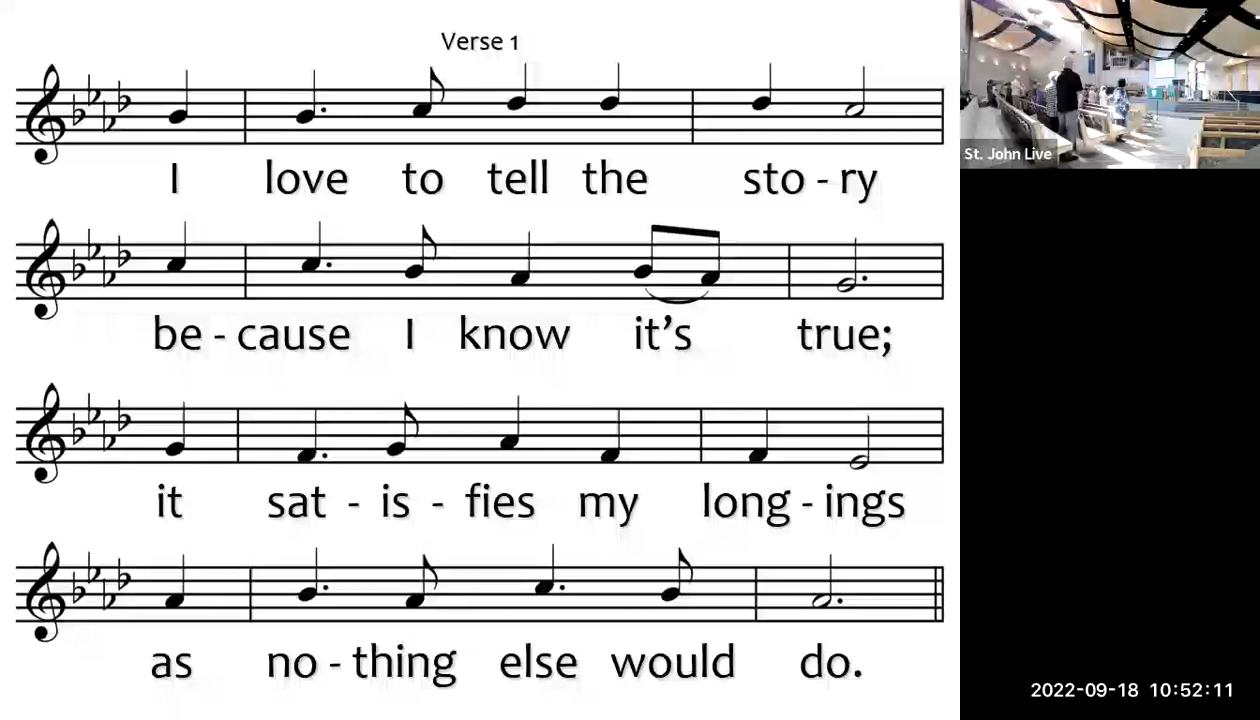 Verse 1
I love to tell the sto - ry
be - cause I know it’s true;
it sat - is - fies my long - ings
as no - thing else would do.
St. John Live
2022-09-18 10:52:11